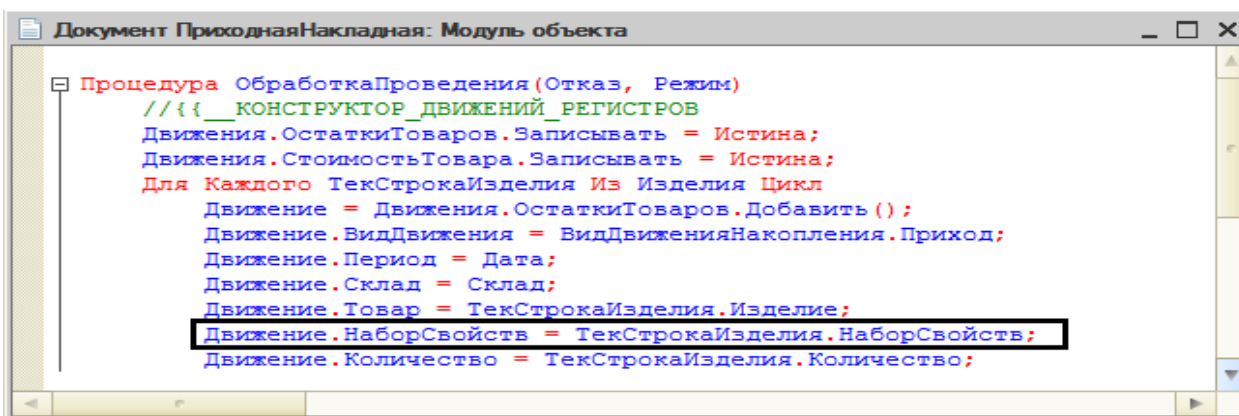 Документ ПриходнаяНакладная: Модуль объекта
Процедура ОбработкаПроведения(Отказ, Режим)
//{{__КОНСТРУКТОР_ДВИЖЕНИЙ_РЕГИСТРОВ
Движения.ОстаткиТоваров.Записывать = Истина;
Движения.СтоимостьТовара.Записывать = Истина;
Для Каждого ТекСтрокаИзделия Из Изделия Цикл
Движение = Движения.ОстаткиТоваров.Добавить();
Движение.ВидДвижения = ВидДвиженияНакопления.Приход;
Движение.Период = Дата;
Движение.Склад = Склад;
Движение.Товар = ТекСтрокаИзделия.Изделие;
Движение.НаборСвойств = ТекСтрокаИзделия.НаборСвойств;
Движение.Количество = ТекСтрокаИзделия.Количество;